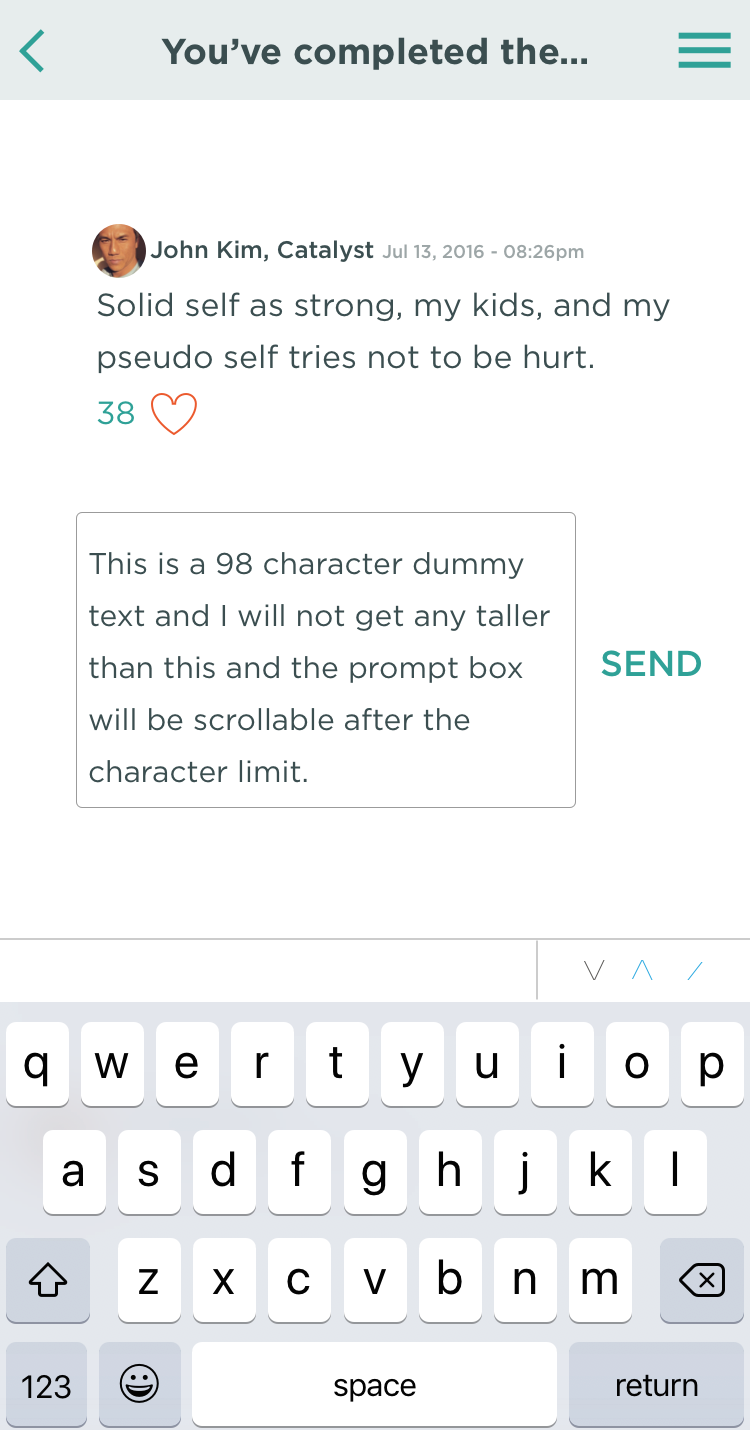 You’ve completed the...
John Kim, Catalyst Jul 13, 2016 - 08:26pm
Solid self as strong, my kids, and my
pseudo self tries not to be hurt.
38
This is a 98 character dummy
text and I will not get any taller
than this and the prompt box
will be scrollable after the
character limit.
SEND
q w e r t y u i o p
a s d f g h j k l
z x c v b n m
123 space return